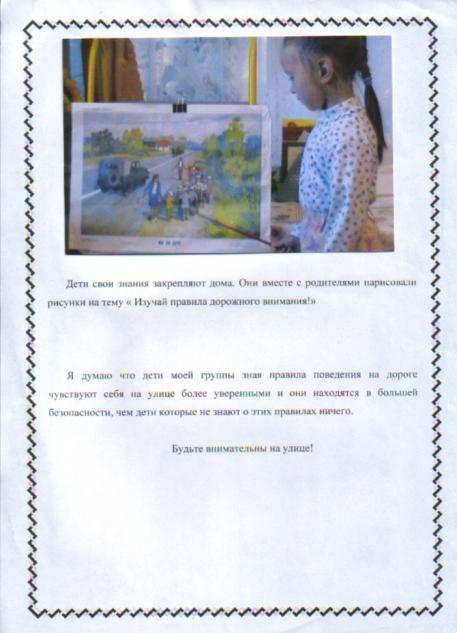 Дети свои знания закрепляют дома. Они вместе с родителями нарисовали
рисунки на тему « Изучай правила дорожного внимания!»
Я думаю что дети моей группы зная правила поведения на дороге
чувствуют себя на улице более уверенными и они находятся в большей
безопасности, чем дети которые не знают о этих правилах ничего.
Будьте внимательны на улице!